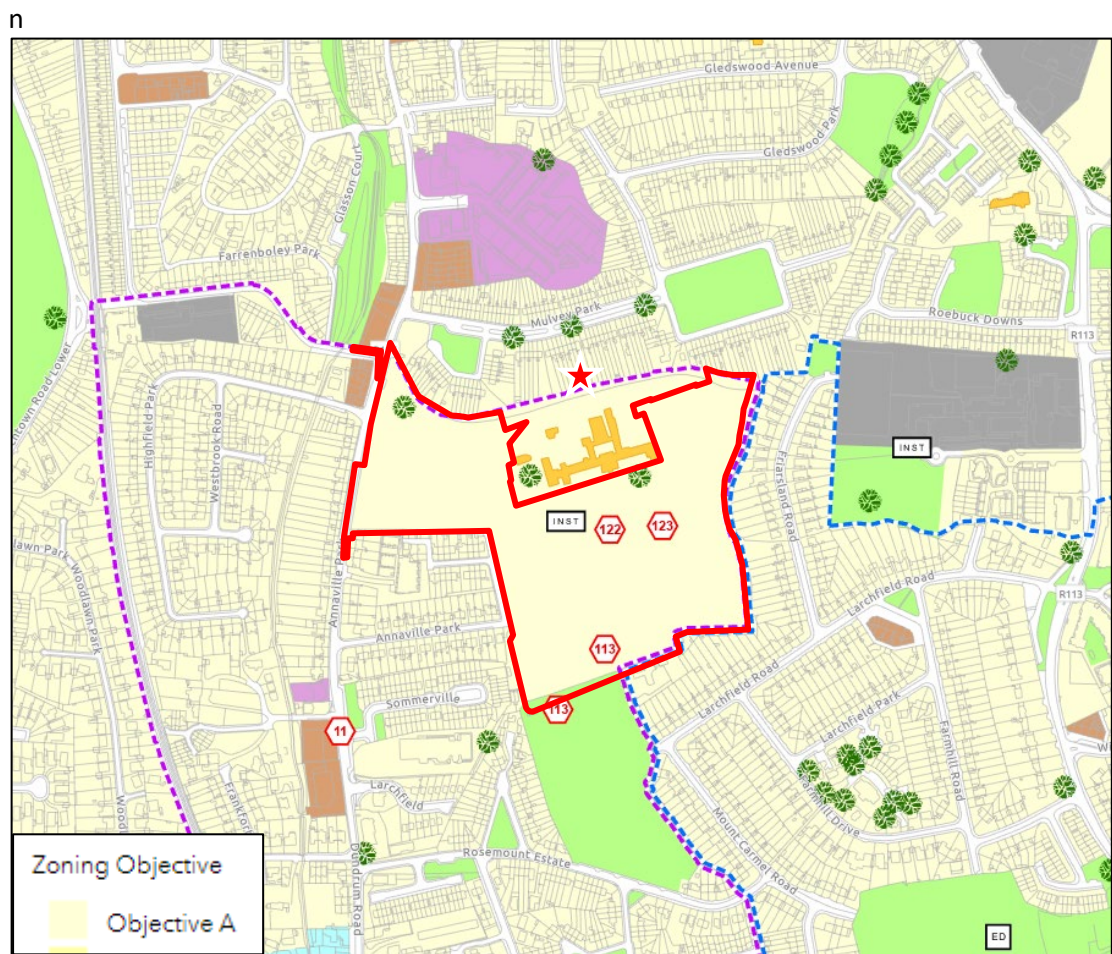 n
Gledswood Avenue
Gledswood Park
Glasson Court
Farrenboley Park
Mulvey Park
Roebuck Downs
R113
Highfield Park
Westbrook Road
Friarsland Road
INST
INST
122
123
Annaville P
Larchfield Road
R113
Woodlawn Park
Annaville Park
113
Larchfield Road
Sommerville
113
Larchfield Park
11
Farmhill Road
Larchfield
Farmhill Drive
Frankfor
Mount Carmel Road
Rosemount Estate
Dundrum Road
ED
Zoning Objective
Objective A